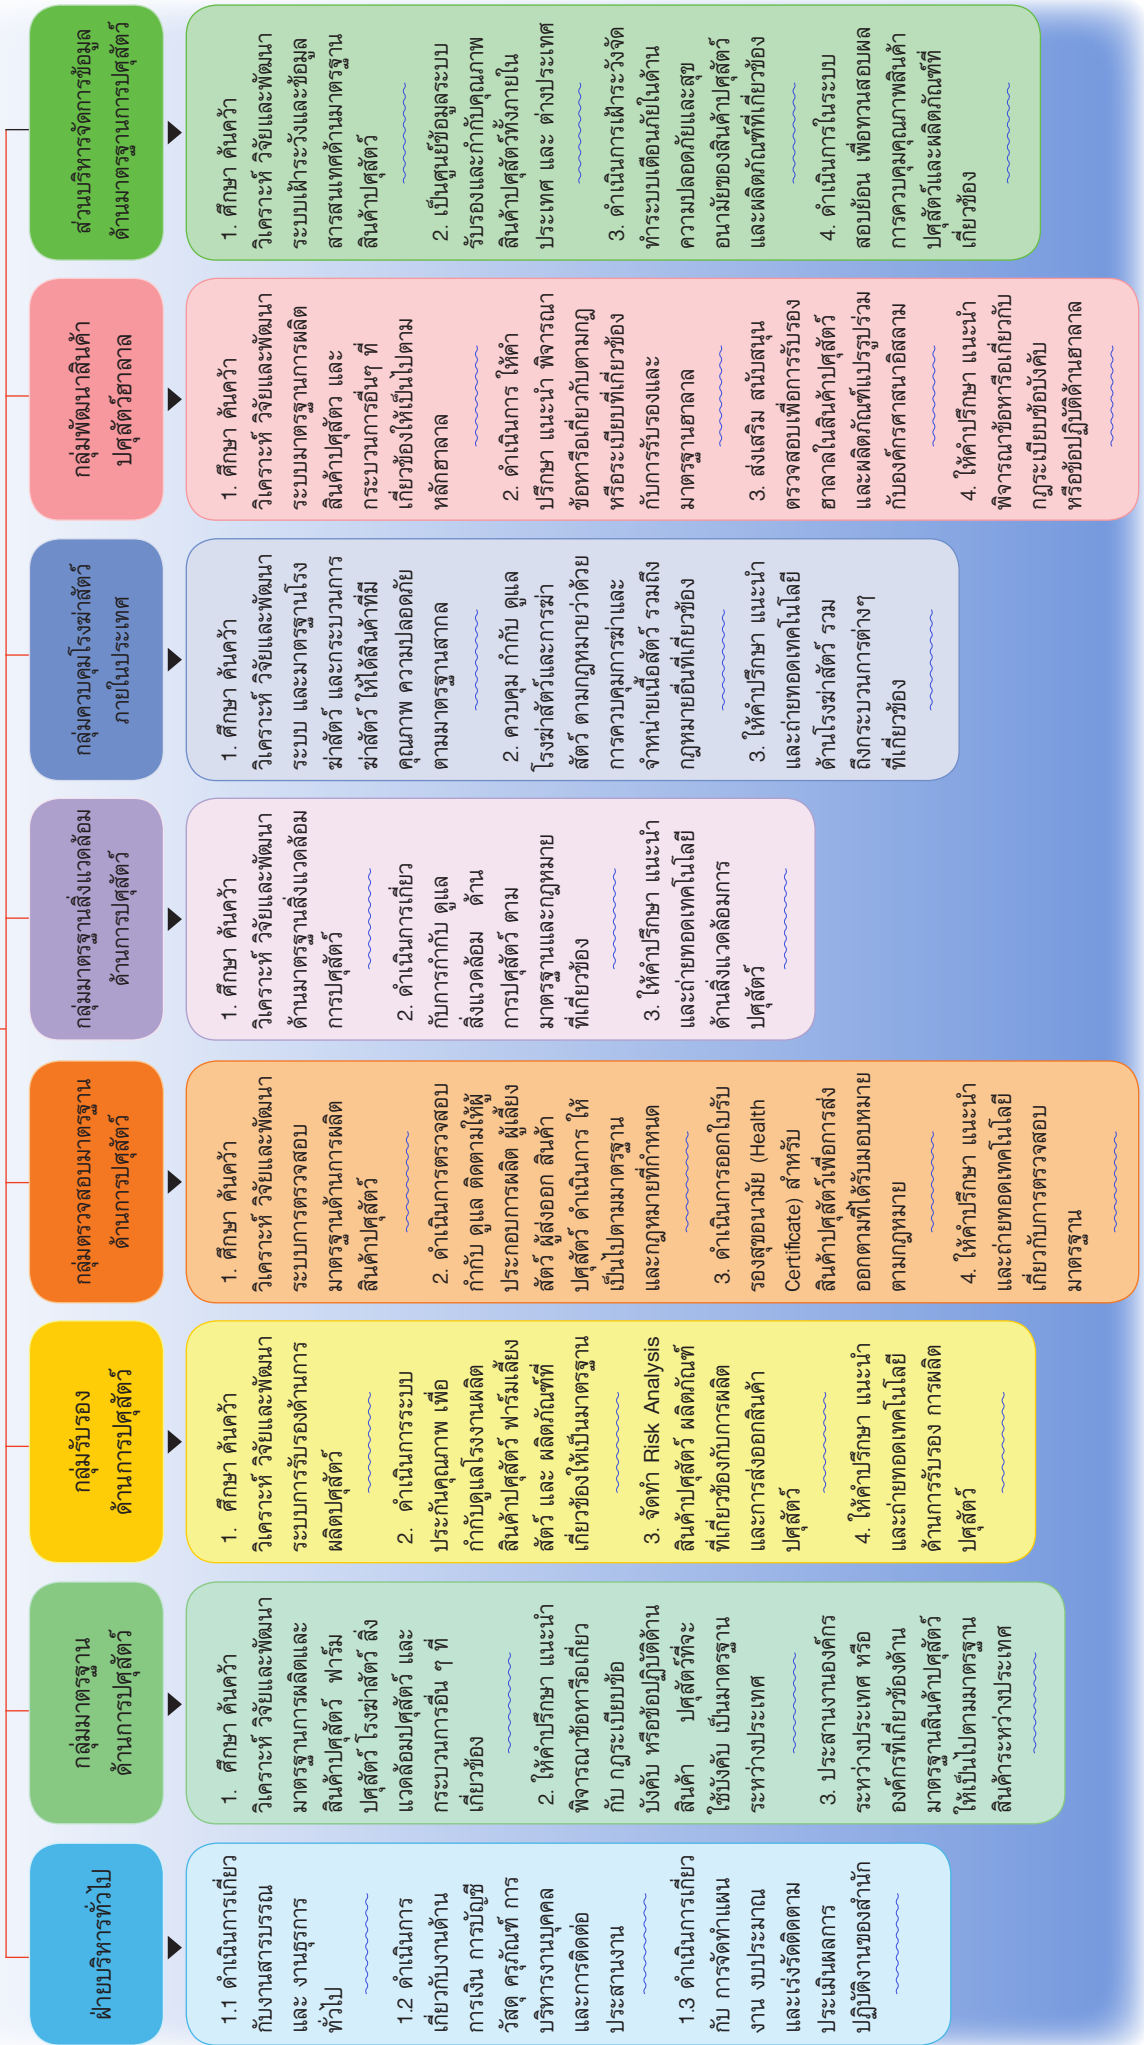 ฝ่ายบริหารทั่วไป
1.1 ดำเนินการเกี่ยว
กับงานสารบรรณ
และ งานธุรการ
ทั่วไป
1.2 ดำเนินการ
เกี่ยวกับงานด้าน
การเงิน การบัญชี
วัสดุ ครุภัณฑ์ การ
บริหารงานบุคคล
และการติดต่อ
ประสานงาน
1.3 ดำเนินการเกี่ยว
กับ การจัดทำแผน
งาน งบประมาณ
และเร่งรัดติดตาม
ประเมินผลการ
ปฏิบัติงานของสำนัก
กลุ่มมาตรฐาน
ด้านการปศุสัตว์
1. ศึกษา ค้นคว้า
วิเคราะห์ วิจัยและพัฒนา
มาตรฐานการผลิตและ
สินค้าปศุสัตว์ ฟาร์ม
ปศุสัตว์ โรงฆ่าสัตว์ สิ่ง
แวดล้อมปศุสัตว์ และ
กระบวนการอื่น ๆ ที่
เกี่ยวข้อง
2. ให้คำปรึกษา แนะนำ
พิจารณาข้อหารือเกี่ยว
กับ กฎระเบียบข้อ
บังคับ หรือข้อปฏิบัติด้าน
สินค้า ปศุสัตว์ที่จะ
ใช้บังคับ เป็นมาตรฐาน
ระหว่างประเทศ
3. ประสานงานองค์กร
ระหว่างประเทศ หรือ
องค์กรที่เกี่ยวข้องด้าน
มาตรฐานสินค้าปศุสัตว์
ให้เป็นไปตามมาตรฐาน
สินค้าระหว่างประเทศ
กลุ่มรับรอง
ด้านการปศุสัตว์
1. ศึกษา ค้นคว้า
วิเคราะห์ วิจัยและพัฒนา
ระบบการรับรองด้านการ
ผลิตปศุสัตว์
2. ดำเนินการระบบ
ประกันคุณภาพ เพื่อ
กำกับดูแลโรงงานผลิต
สินค้าปศุสัตว์ ฟาร์มเลี้ยง
สัตว์ และ ผลิตภัณฑ์ที่
เกี่ยวข้องให้เป็นมาตรฐาน
3. จัดทำ Risk Analysis
สินค้าปศุสัตว์ ผลิตภัณฑ์
ที่เกี่ยวข้องกับการผลิต
และการส่งออกสินค้า
ปศุสัตว์
4. ให้คำปรึกษา แนะนำ
และถ่ายทอดเทคโนโลยี
ด้านการรับรอง การผลิต
ปศุสัตว์
กลุ่มตรวจสอบมาตรฐาน
ด้านการปศุสัตว์
1. ศึกษา ค้นคว้า
วิเคราะห์ วิจัยและพัฒนา
ระบบการตรวจสอบ
มาตรฐานด้านการผลิต
สินค้าปศุสัตว์
2. ดำเนินการตรวจสอบ
กำกับ ดูแล ติดตามให้ผู้
ประกอบการผลิต ผู้เลี้ยง
สัตว์ ผู้ส่งออก สินค้า
ปศุสัตว์ ดำเนินการ ให้
เป็นไปตามมาตรฐาน
และกฎหมายที่กำหนด
3. ดำเนินการออกใบรับ
รองสุขอนามัย (Health
Certificate) สำหรับ
สินค้าปศุสัตว์เพื่อการส่ง
ออกตามที่ได้รับมอบหมาย
ตามกฎหมาย
4. ให้คำปรึกษา แนะนำ
และถ่ายทอดเทคโนโลยี
เกี่ยวกับการตรวจสอบ
มาตรฐาน
กลุ่มมาตรฐานสิ่งแวดล้อม
ด้านการปศุสัตว์
1. ศึกษา ค้นคว้า
วิเคราะห์ วิจัยและพัฒนา
ด้านมาตรฐานสิ่งแวดล้อม
การปศุสัตว์
2. ดำเนินการเกี่ยว
กับการกำกับ ดูแล
สิ่งแวดล้อม ด้าน
การปศุสัตว์ ตาม
มาตรฐานและกฎหมาย
ที่เกี่ยวข้อง
3. ให้คำปรึกษา แนะนำ
และถ่ายทอดเทคโนโลยี
ด้านสิ่งแวดล้อมการ
ปศุสัตว์
กลุ่มควบคุมโรงฆ่าสัตว์
ภายในประเทศ
1. ศึกษา ค้นคว้า
วิเคราะห์ วิจัยและพัฒนา
ระบบ และมาตรฐานโรง
ฆ่าสัตว์ และกระบวนการ
ฆ่าสัตว์ ให้ได้สินค้าที่มี
คุณภาพ ความปลอดภัย
ตามมาตรฐานสากล
2. ควบคุม กำกับ ดูแล
โรงฆ่าสัตว์และการฆ่า
สัตว์ ตามกฎหมายว่าด้วย
การควบคุมการฆ่าและ
จำหน่ายเนื้อสัตว์ รวมถึง
กฎหมายอื่นที่เกี่ยวข้อง
3. ให้คำปรึกษา แนะนำ
และถ่ายทอดเทคโนโลยี
ด้านโรงฆ่าสัตว์ รวม
ถึงกระบวนการต่างๆ
ที่เกี่ยวข้อง
กลุ่มพัฒนาสินค้า
ปศุสัตว์ฮาลาล
1. ศึกษา ค้นคว้า
วิเคราะห์ วิจัยและพัฒนา
ระบบมาตรฐานการผลิต
สินค้าปศุสัตว์ และ
กระบวนการอื่นๆ ที่
เกี่ยวข้องให้เป็นไปตาม
หลักฮาลาล
2. ดำเนินการ ให้คำ
ปรึกษา แนะนำ พิจารณา
ข้อหารือเกี่ยวกับตามกฎ
หรือระเบียบที่เกี่ยวข้อง
กับการรับรองและ
มาตรฐานฮาลาล
3. ส่งเสริม สนับสนุน
ตรวจสอบเพื่อการรับรอง
ฮาลาลในสินค้าปศุสัตว์
และผลิตภัณฑ์แปรรูปร่วม
กับองค์กรศาสนาอิสลาม
4. ให้คำปรึกษา แนะนำ
พิจารณาข้อหารือเกี่ยวกับ
กฎระเบียบข้อบังคับ
หรือข้อปฏิบัติด้านฮาลาล
ส่วนบริหารจัดการข้อมูล
ด้านมาตรฐานการปศุสัตว์
1. ศึกษา ค้นคว้า
วิเคราะห์ วิจัยและพัฒนา
ระบบเฝ้าระวังและข้อมูล
สารสนเทศด้านมาตรฐาน
สินค้าปศุสัตว์
2. เป็นศูนย์ข้อมูลระบบ
รับรองและกำกับคุณภาพ
สินค้าปศุสัตว์ทั้งภายใน
ประเทศ และ ต่างประเทศ
3. ดำเนินการเฝ้าระวังจัด
ทำระบบเตือนภัยในด้าน
ความปลอดภัยและสุข
อนามัยของสินค้าปศุสัตว์
และผลิตภัณฑ์ที่เกี่ยวข้อง
4. ดำเนินการในระบบ
สอบย้อน เพื่อทวนสอบผล
การควบคุมคุณภาพสินค้า
ปศุสัตว์และผลิตภัณฑ์ที่
เกี่ยวข้อง